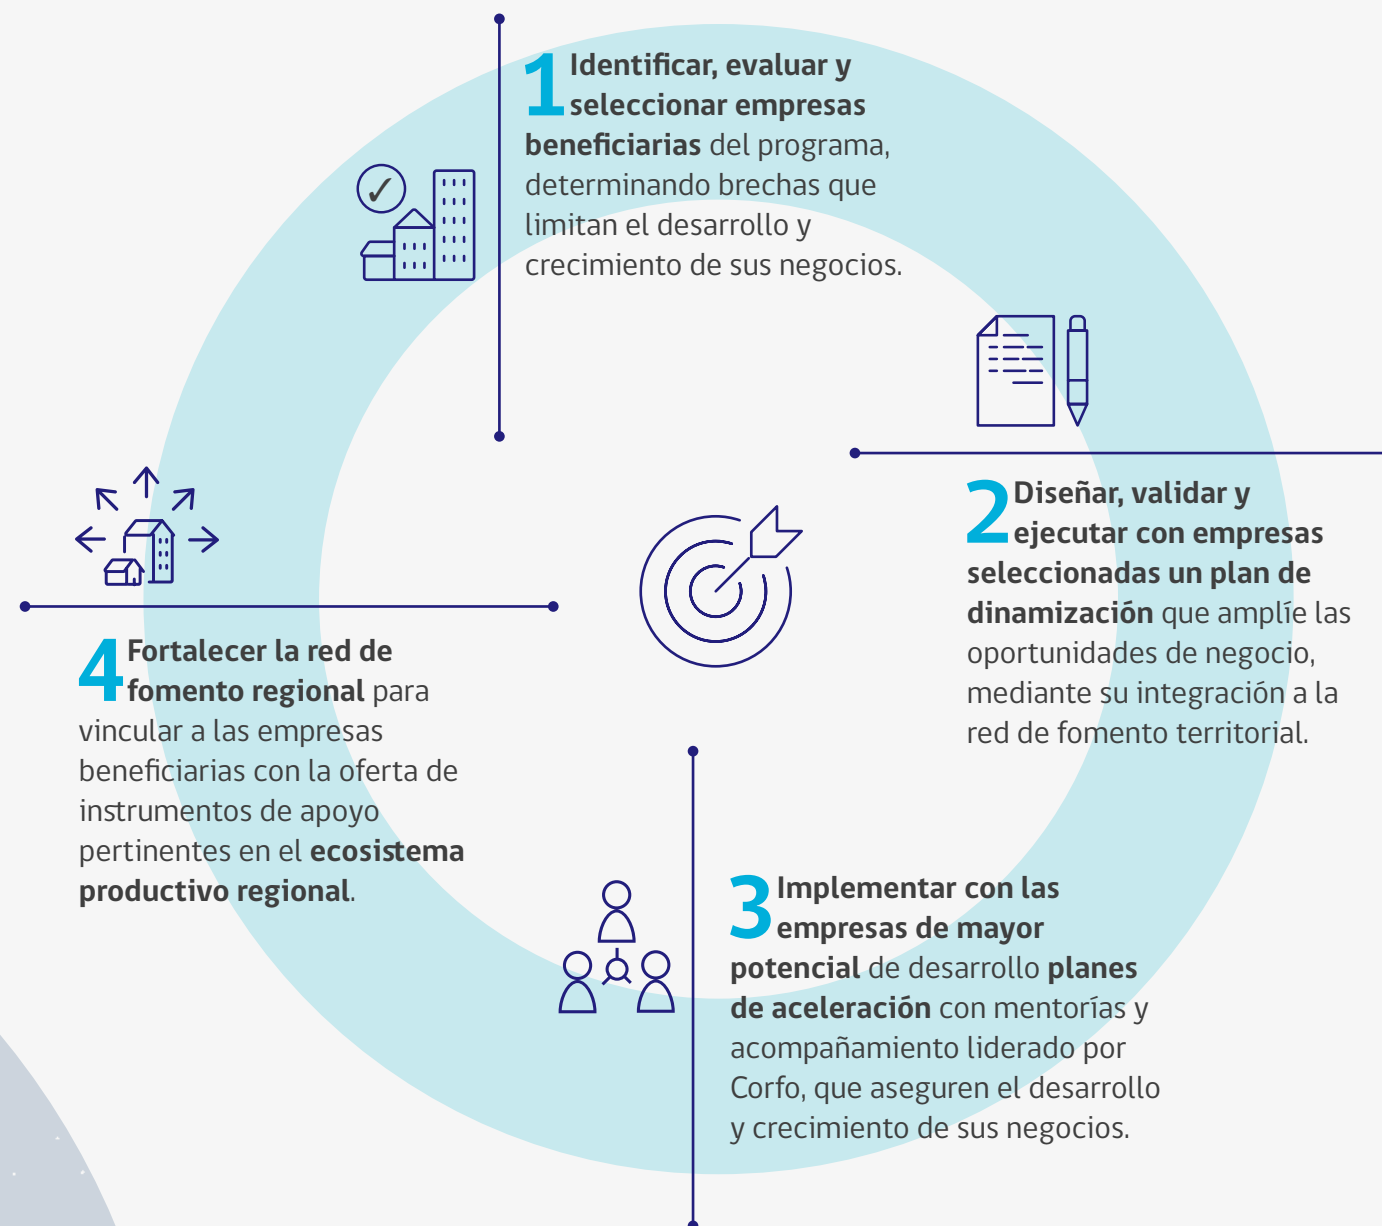 1 Identificar, evaluar y
seleccionar empresas
beneficiarias del programa,
determinando brechas que
limitan el desarrollo y
crecimiento de sus negocios.
2 Diseñar, validar y
ejecutar con empresas
seleccionadas un plan de
dinamización que amplíe las
oportunidades de negocio,
mediante su integración a la
red de fomento territorial.
3 Implementar con las
empresas de mayor
potencial de desarrollo planes
de aceleración con mentorías y
acompañamiento liderado por
Corfo, que aseguren el desarrollo
y crecimiento de sus negocios.
4 Fortalecer la red de
fomento regional para
vincular a las empresas
beneficiarias con la oferta de
instrumentos de apoyo
pertinentes en el ecosistema
productivo regional.